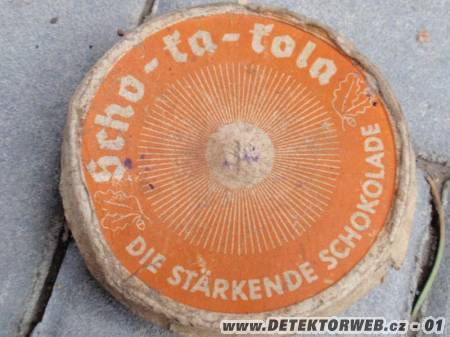 Scho-ka-kola
DIE STÄRKENDE SCHOKOLADE
www.DETEKTORWEB.cz - 01